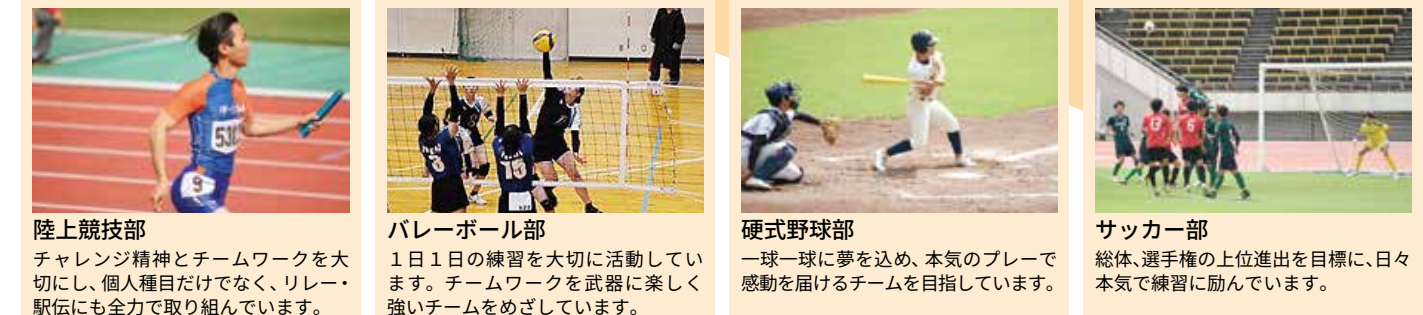 530
9
陸上競技部
チャレンジ精神とチームワークを大
切にし、個人種目だけでなく、リレー・
駅伝にも全力で取り組んでいます。
3
15
バレーボール部
１日１日の練習を大切に活動してい
ます。チームワークを武器に楽しく
強いチームをめざしています。
硬式野球部
一球一球に夢を込め、本気のプレーで
感動を届けるチームを目指しています。
サッカー部
総体、選手権の上位進出を目標に、日々
本気で練習に励んでいます。